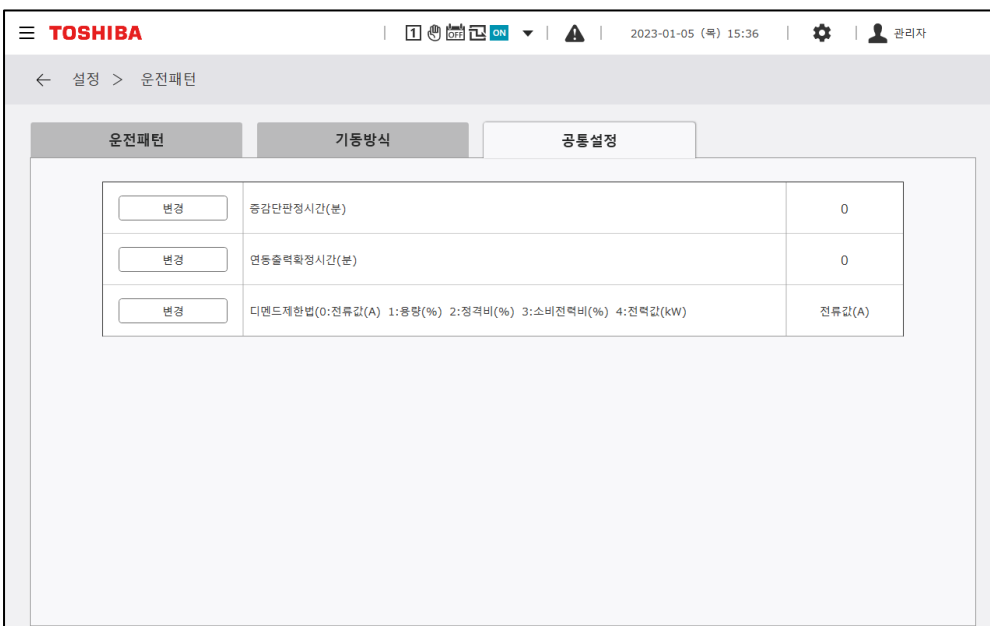 TOSHIBA
1
OFF
ON
2023-01-05 (목) 15:36
관리자
설정 > 운전패턴
운전패턴
기동방식
공통설정
변경
증감단판정시간(분)
0
변경
연동출력확정시간(분)
0
변경
디멘드제한법(0:전류값(A) 1:용량(%) 2:정격비(%) 3:소비전력비(%) 4:전력값(kW)
전류값(A)